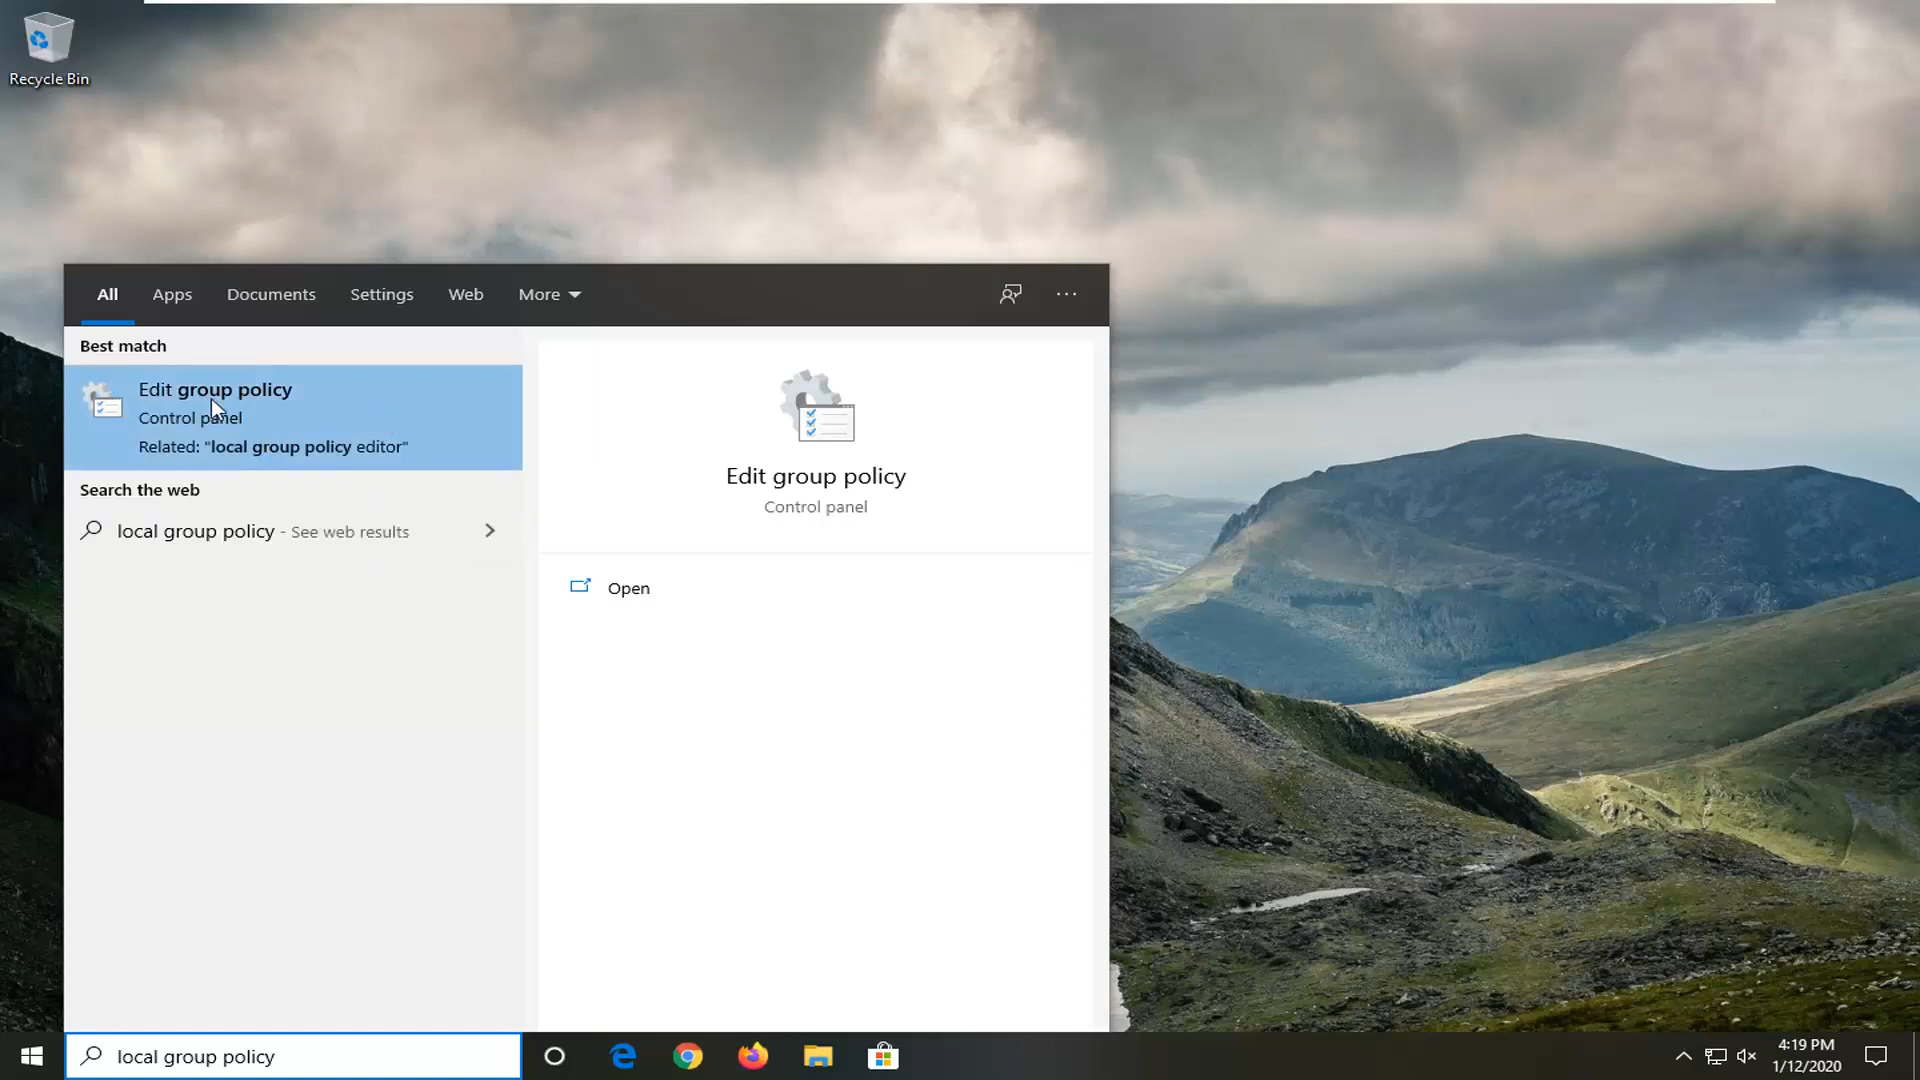 Recycle Bin
All Apps Documents Settings Web More
Best match
Edit group policy
Control panel
Related: "local group policy editor"
Search the web
local group policy - See web results
Edit group policy
Control panel
Open
local group policy
4:19 PM
1/12/2020